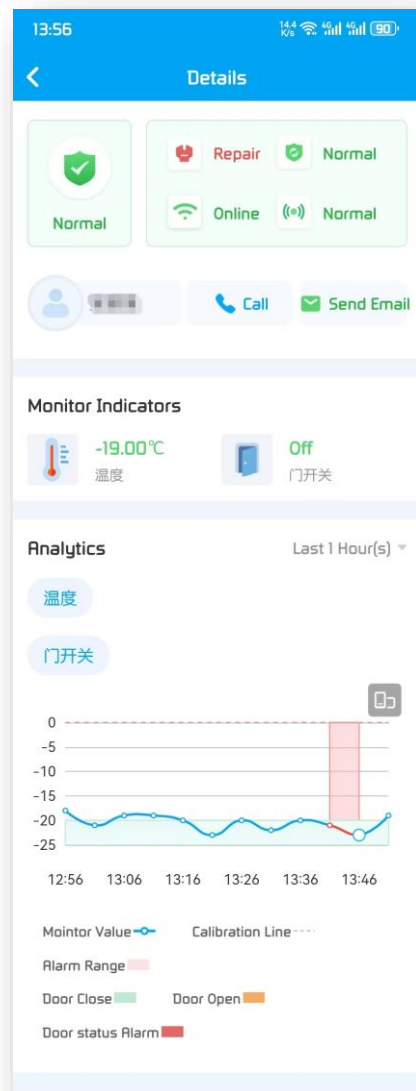 13:56 14.4 K/s 4G 4G 90
Details
Normal
Repair Normal
Online Normal
Call Send Email
Monitor Indicators
-19.00℃ Off
温度 门开关
Analytics Last 1 Hour(s)
温度
门开关
0
-5
-10
-15
-20
-25
12:56 13:06 13:16 13:26 13:36 13:46
Mointor Value Calibration Line
Alarm Range
Door Close Door Open
Door status Alarm